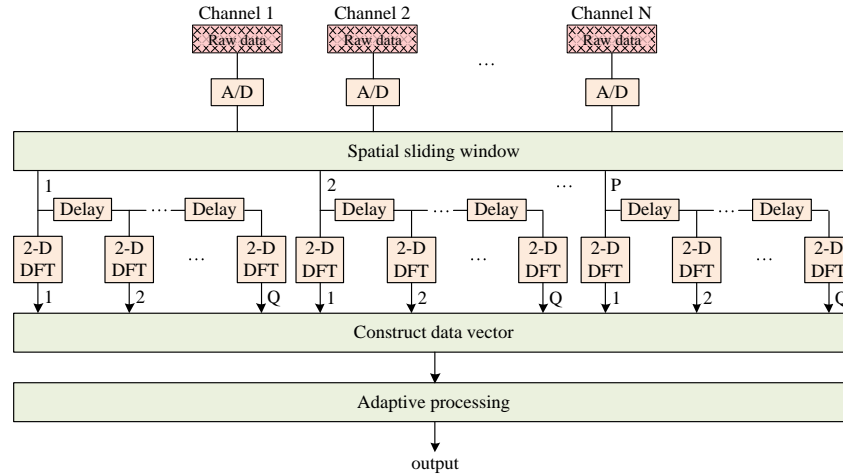 Channel 1 Channel 2 Channel N
Raw data Raw data Raw data
...
A/D A/D A/D
Spatial sliding window
1 2 ... P
Delay ... Delay Delay ... Delay Delay ... Delay
2-D DFT 2-D DFT ... 2-D DFT 2-D DFT 2-D DFT ... 2-D DFT 2-D DFT 2-D DFT ... 2-D DFT
1 2 Q 1 2 Q 1 2 Q
Construct data vector
Adaptive processing
output